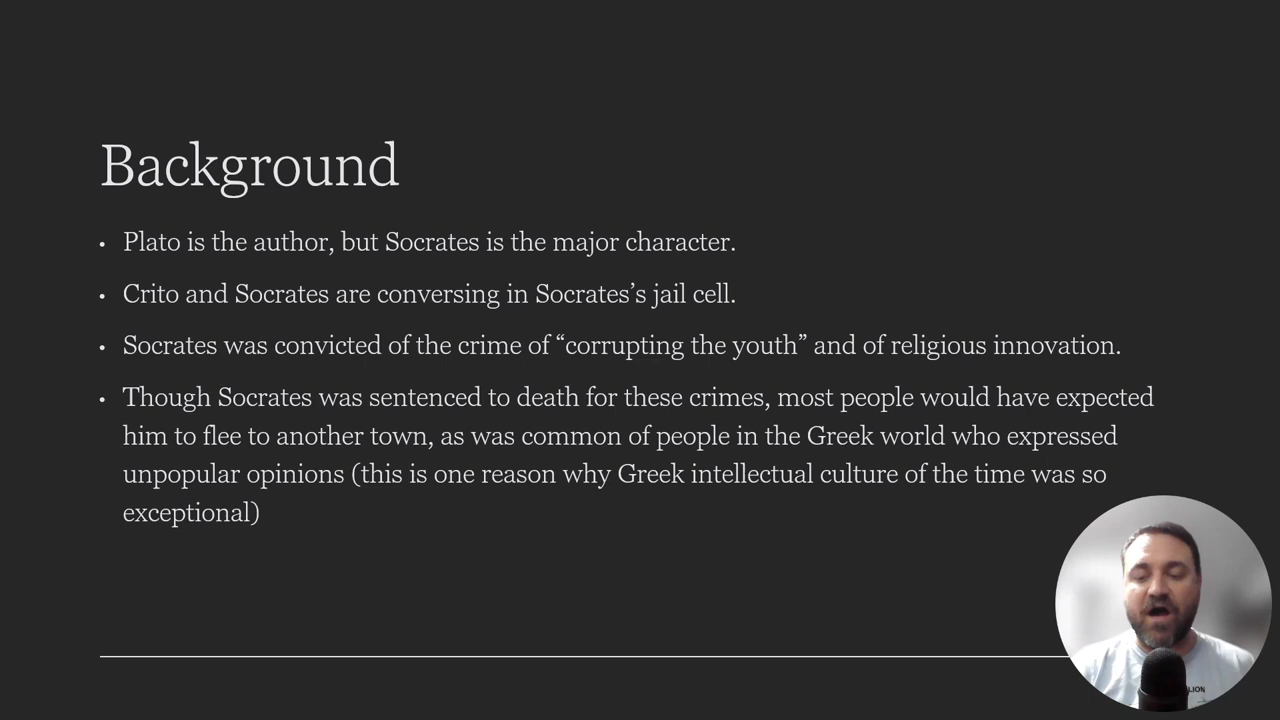 Background
• Plato is the author, but Socrates is the major character.
• Crito and Socrates are conversing in Socrates’s jail cell.
• Socrates was convicted of the crime of “corrupting the youth” and of religious innovation.
• Though Socrates was sentenced to death for these crimes, most people would have expected
him to flee to another town, as was common of people in the Greek world who expressed
unpopular opinions (this is one reason why Greek intellectual culture of the time was so
exceptional)
LION